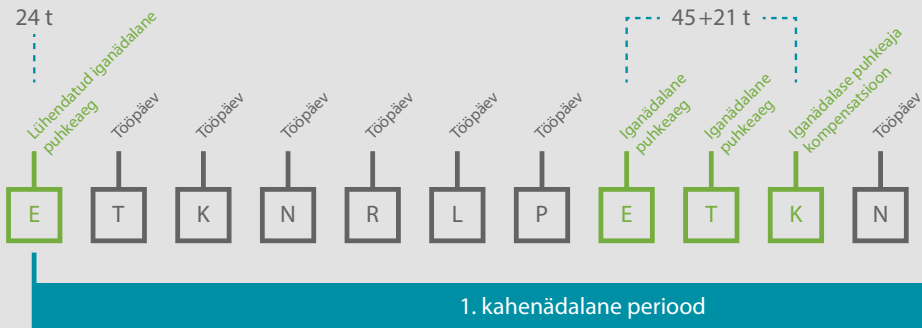 24 t
45+21 t
Lühendatud iganädalane
puhkeaeg
Tööpäev
Tööpäev
Tööpäev
Tööpäev
Tööpäev
Tööpäev
Iganädalane
puhkeaeg
Iganädalane
puhkeaeg
Iganädalase puhkeaja
kompensatsioon
Tööpäev
E T K N R L P E T K N
1. kahenädalane periood